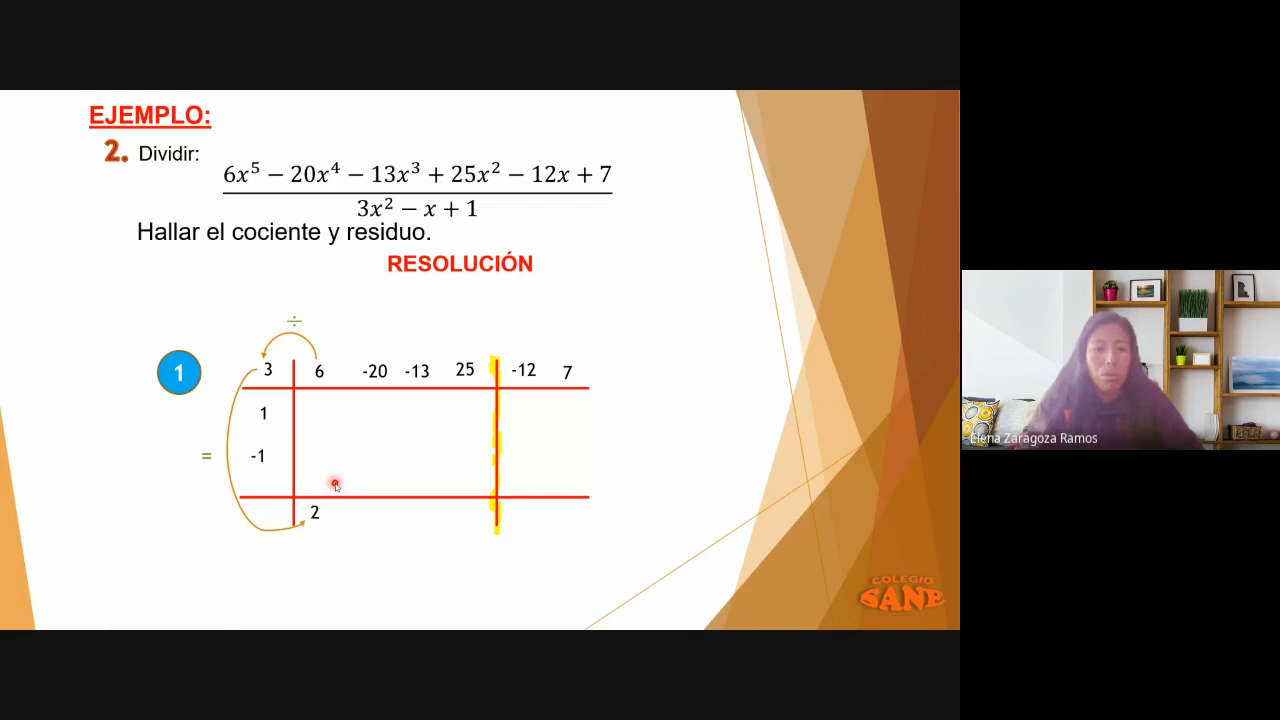 EJEMPLO:
2. Dividir:
6x⁵ − 20x⁴ − 13x³ + 25x² − 12x + 7
3x² − x + 1
Hallar el cociente y residuo.
RESOLUCIÓN
÷
1 3 6 -20 -13 25 -12 7
1
= -1
2
COLEGIO
SANE
Elena Zaragoza Ramos